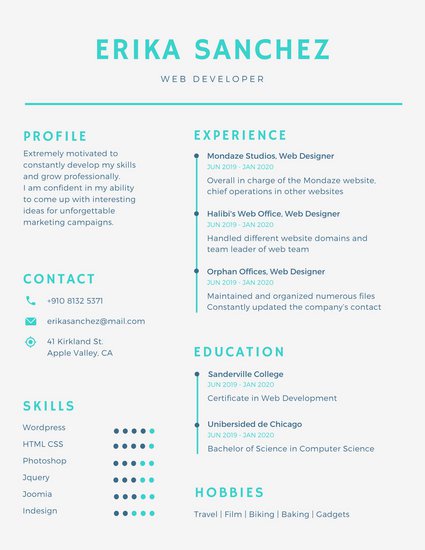 ERIKA SANCHEZ
WEB DEVELOPER
PROFILE
Extremely motivated to
constantly develop my skills
and grow professionally.
I am confident in my ability
to come up with interesting
ideas for unforgettable
marketing campaigns.
CONTACT
+910 8132 5371
erikasanchez@mail.com
41 Kirkland St.
Apple Valley, CA
SKILLS
Wordpress
HTML CSS
Photoshop
Jquery
Joomia
Indesign
EXPERIENCE
Mondaze Studios, Web Designer
JUN 2019 - JAN 2020
Overall in charge of the Mondaze website,
chief operations in other websites
Halibi's Web Office, Web Designer
JUN 2019 - JAN 2020
Handled different website domains and
team leader of web team
Orphan Offices, Web Designer
JUN 2019 - JAN 2020
Maintained and organized numerous files
Constantly updated the company's contact
EDUCATION
Sanderville College
JUN 2019 - JAN 2020
Certificate in Web Development
Unibersided de Chicago
JUN 2019 - JAN 2020
Bachelor of Science in Computer Science
HOBBIES
Travel | Film | Biking | Baking | Gadgets